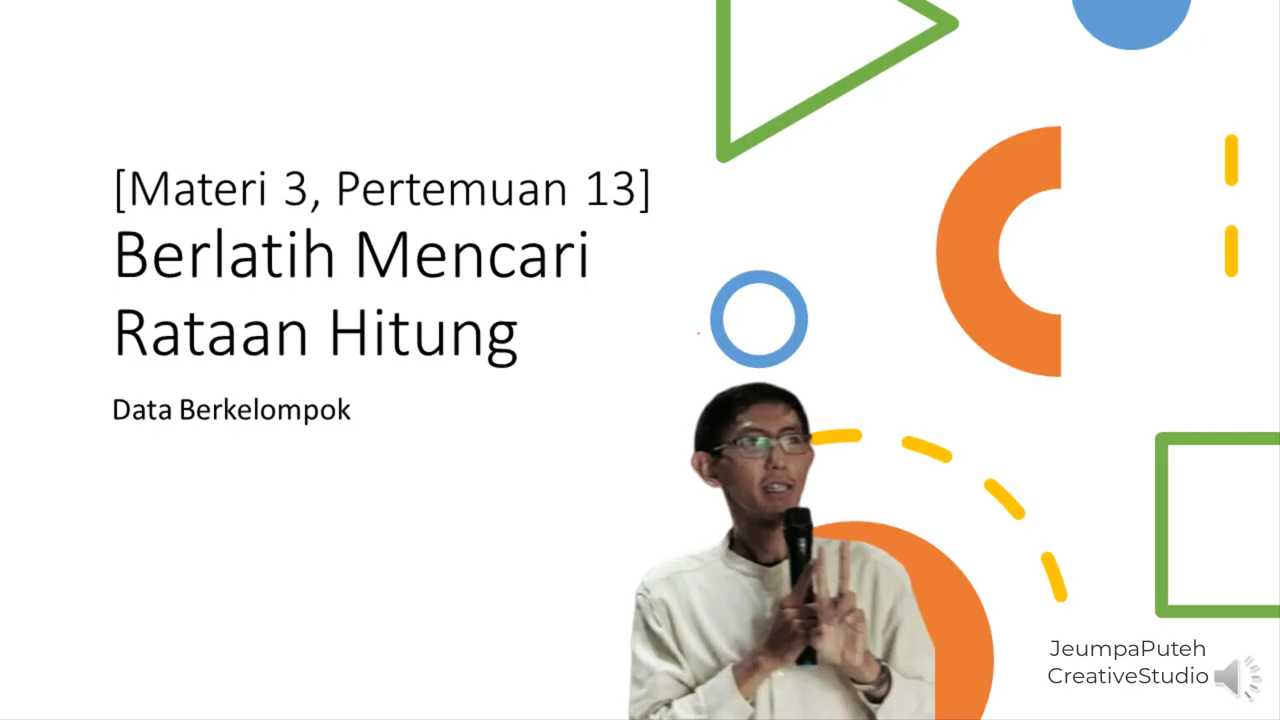 [Materi 3, Pertemuan 13]
Berlatih Mencari
Rataan Hitung
Data Berkelompok
JeumpaPuteh
CreativeStudio